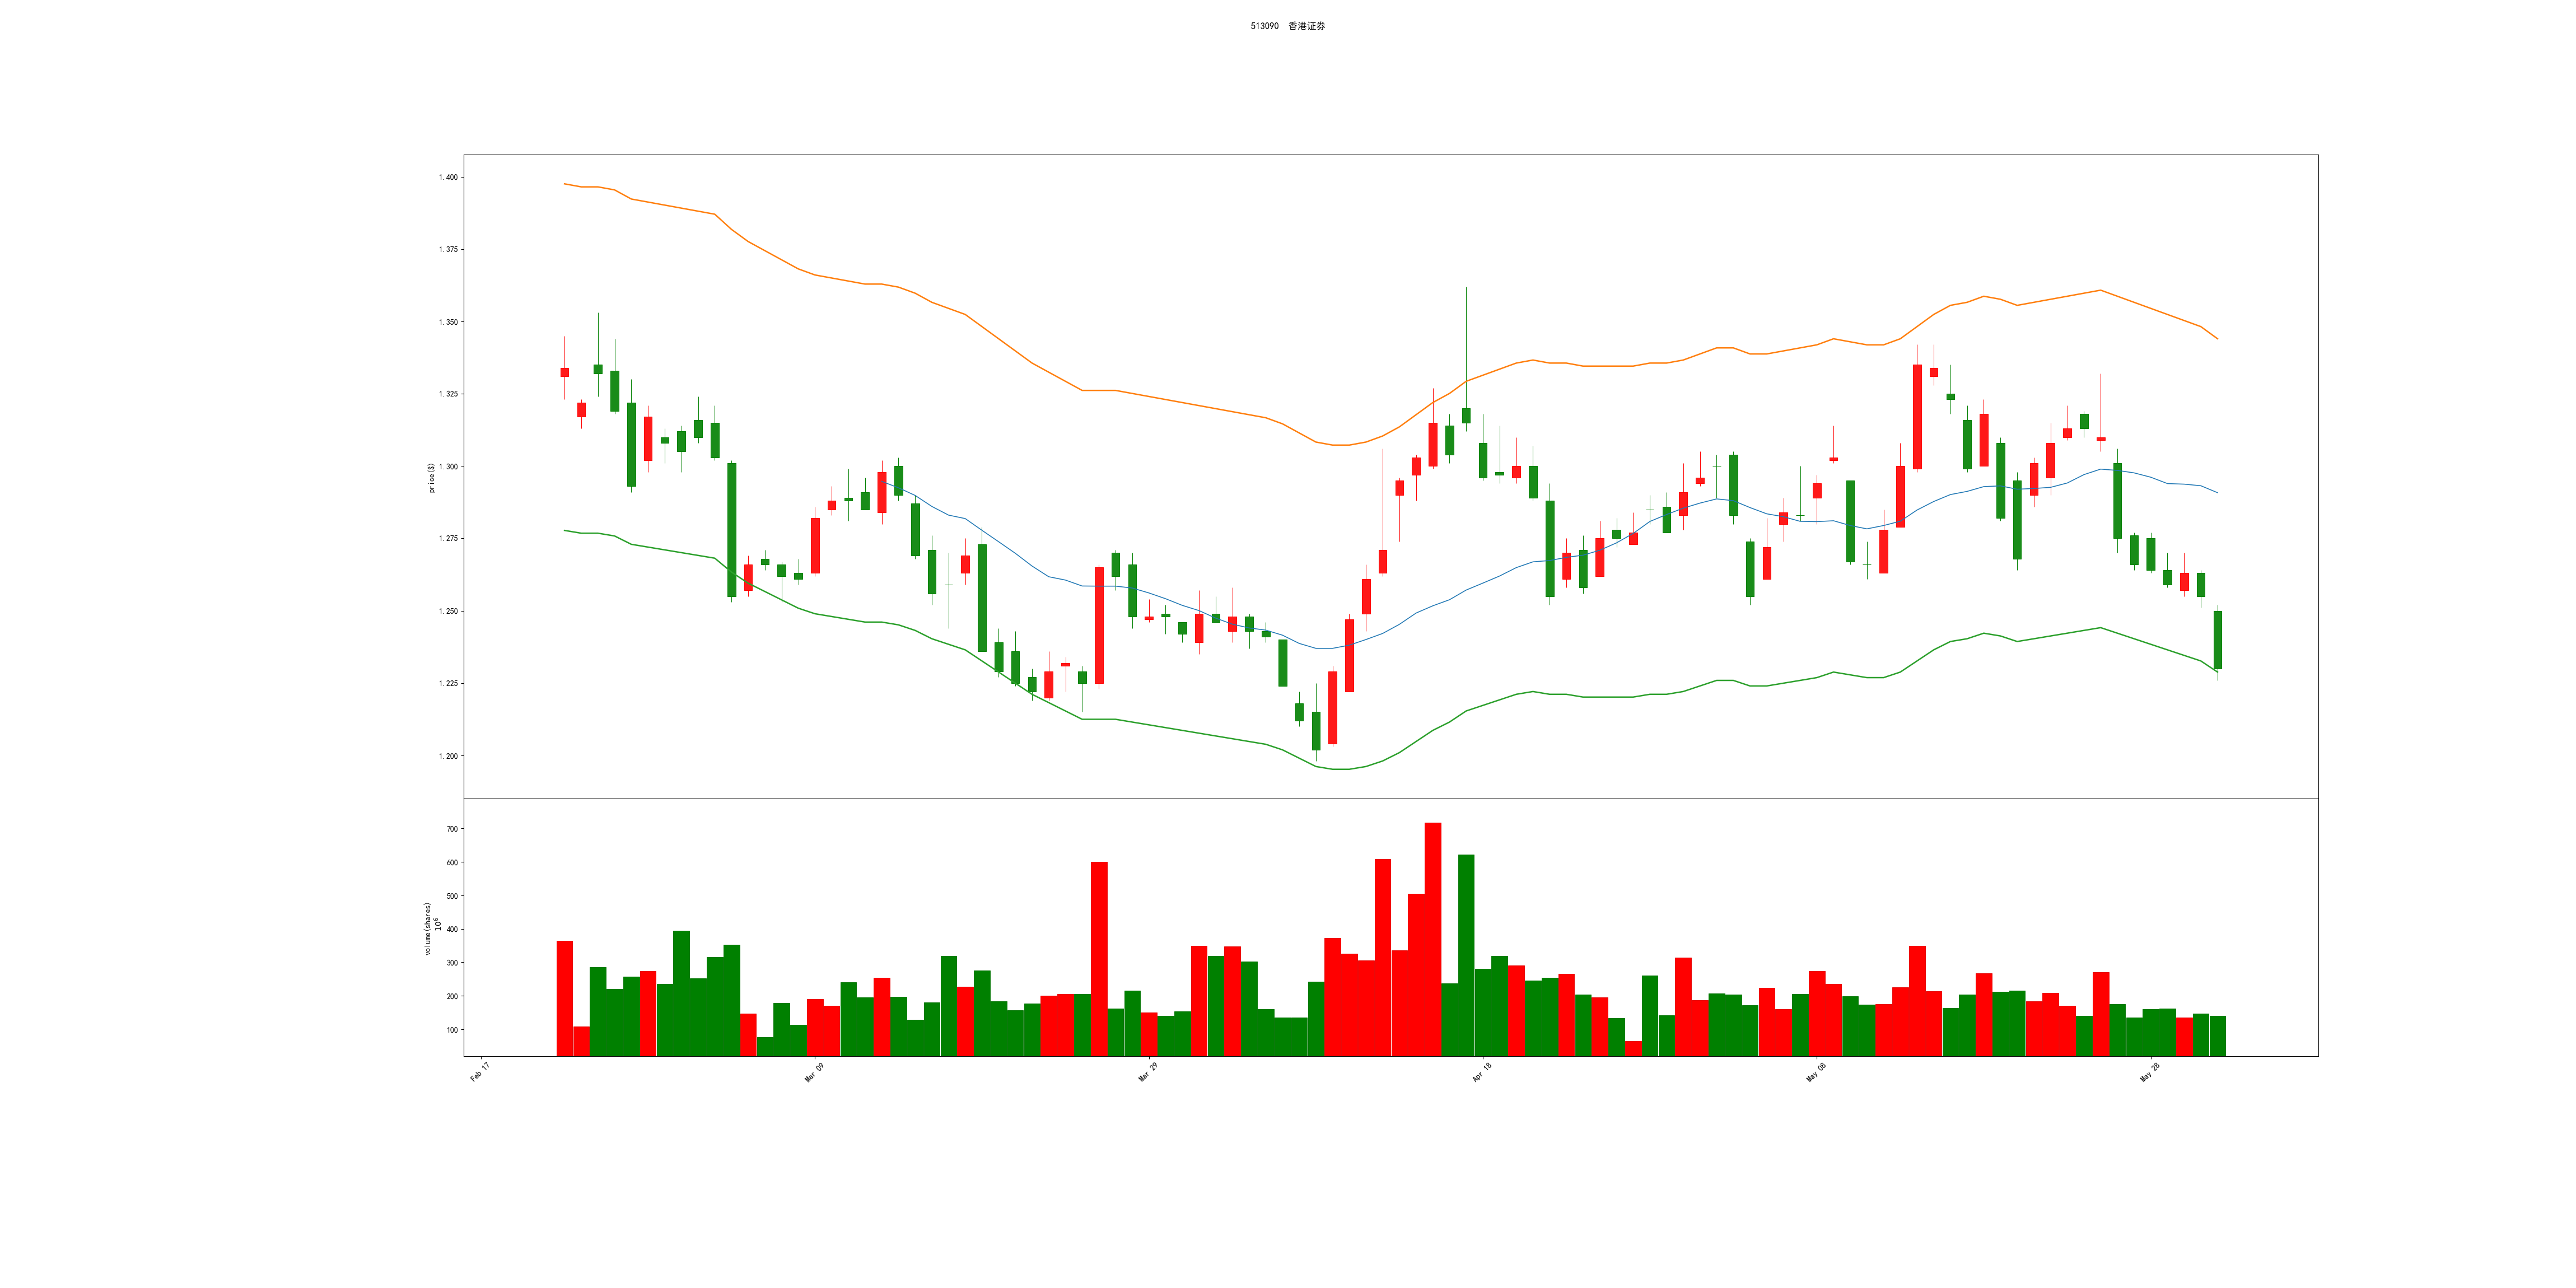 513090  香港证券
price($)
1.400
1.375
1.350
1.325
1.300
1.275
1.250
1.225
1.200
volume(shares)
10^6
700
600
500
400
300
200
100
Feb 17
Mar 09
Mar 29
Apr 18
May 08
May 28